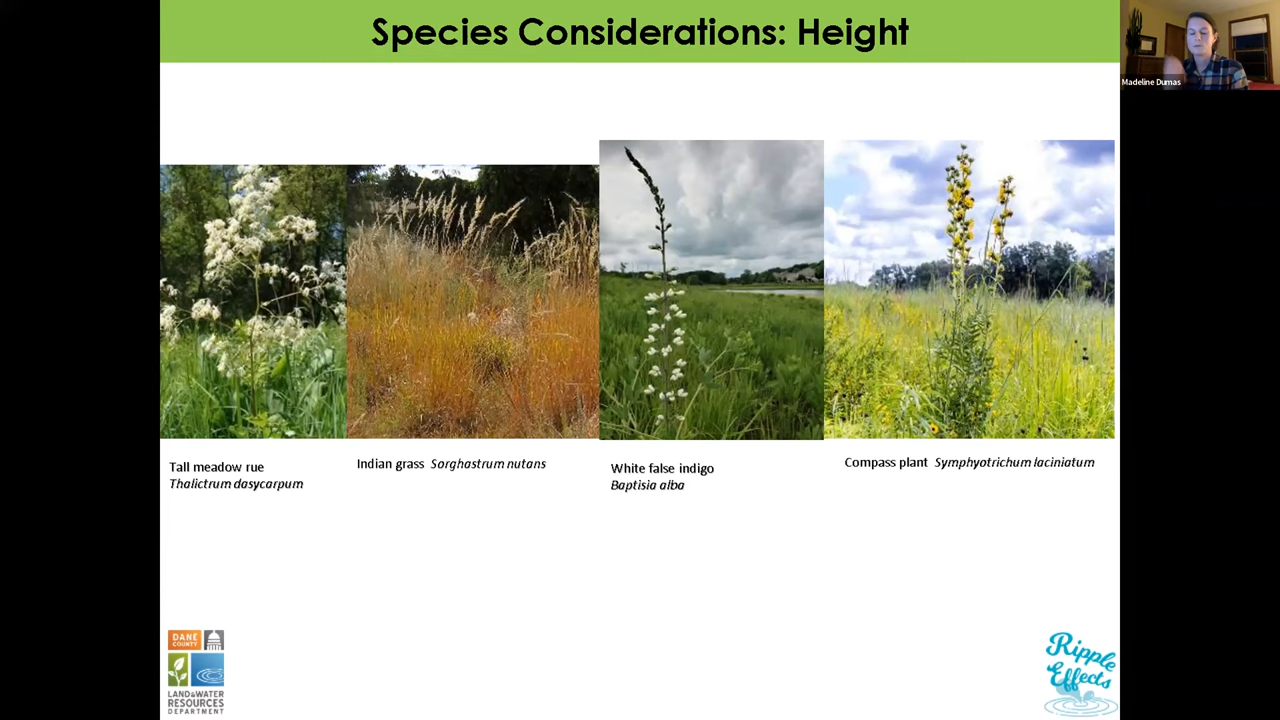 Species Considerations: Height
Madeline Dumas
Tall meadow rue
Thalictrum dasycarpum
Indian grass Sorghastrum nutans
White false indigo
Baptisia alba
Compass plant Symphyotrichum laciniatum
DANE
COUNTY
LAND & WATER
RESOURCES
DEPARTMENT
Ripple
Effects